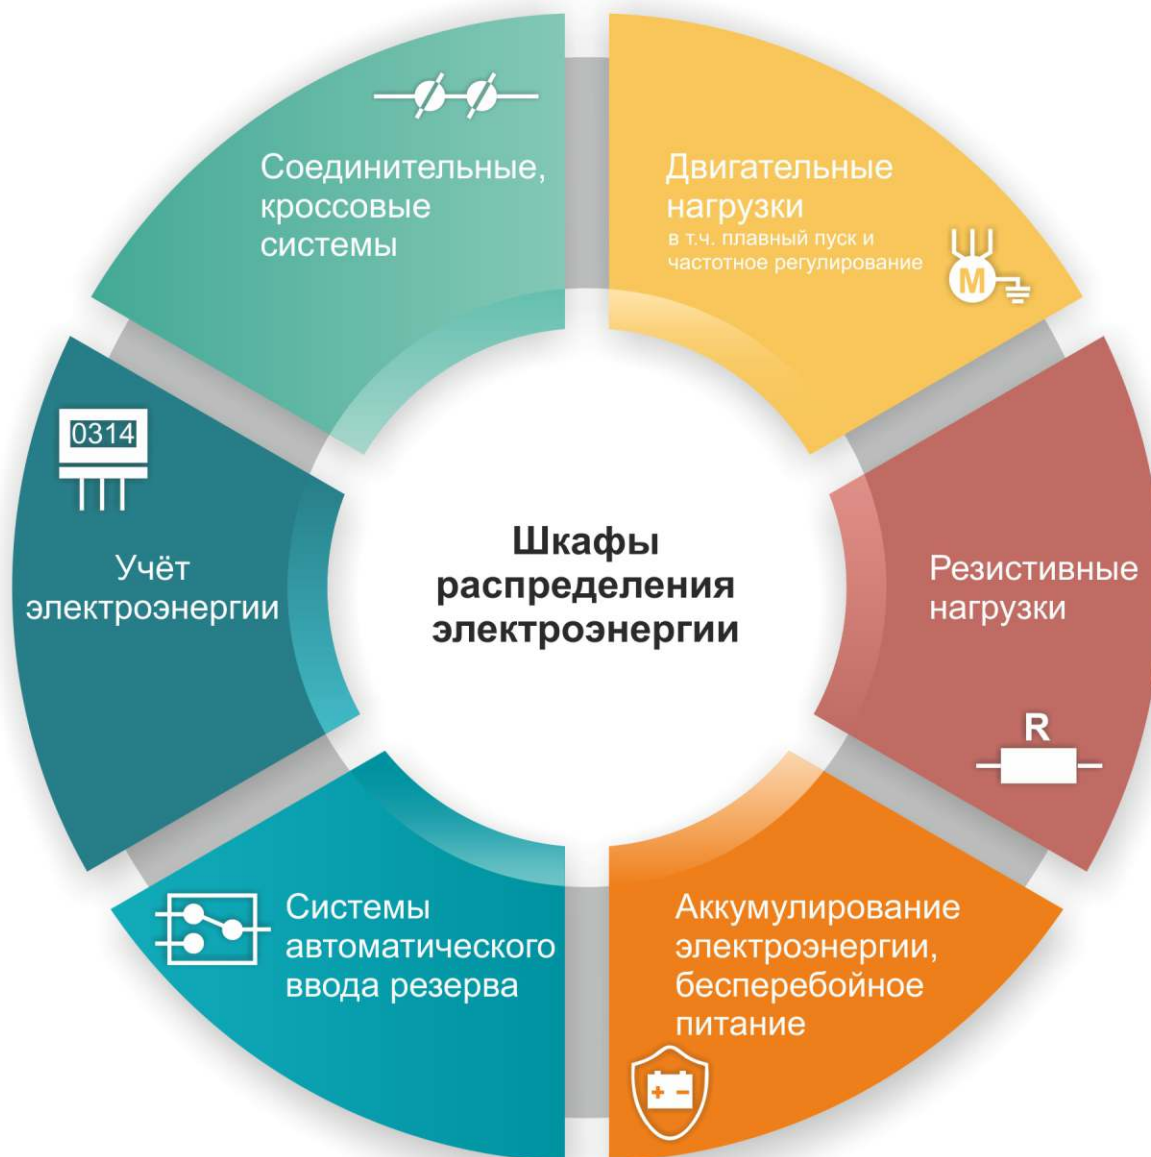 Соединительные,
кроссовые
системы
Двигательные
нагрузки
в т.ч. плавный пуск и
частотное регулирование
M
0314
Учёт
электроэнергии
Шкафы
распределения
электроэнергии
Резистивные
нагрузки
R
Системы
автоматического
ввода резерва
Аккумулирование
электроэнергии,
бесперебойное
питание
+ -